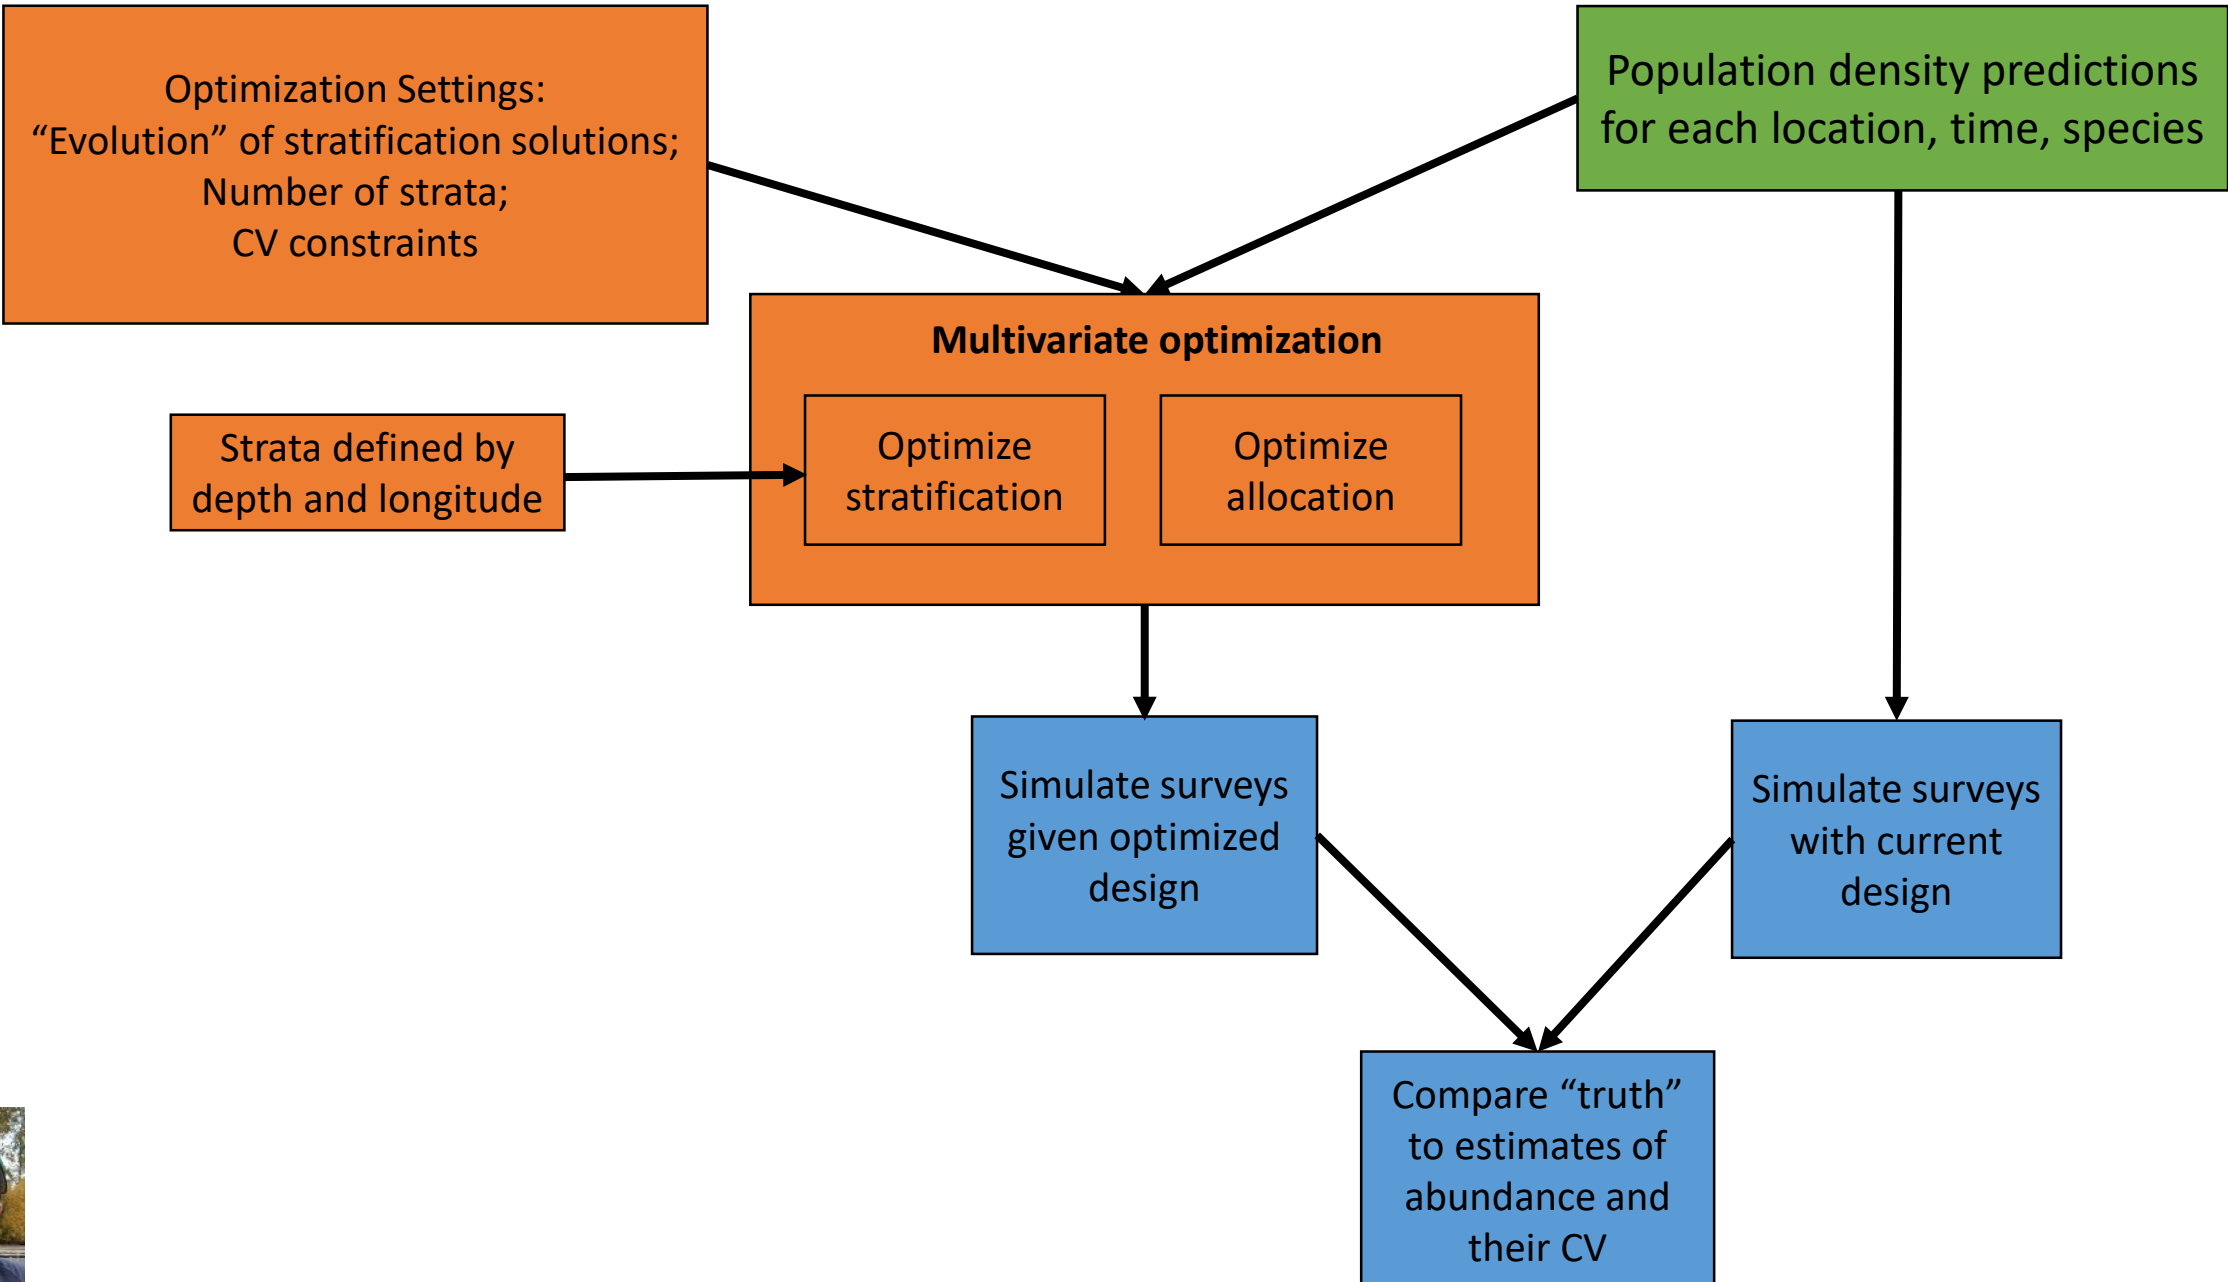 Optimization Settings:
“Evolution” of stratification solutions;
Number of strata;
CV constraints
Population density predictions
for each location, time, species
Multivariate optimization
Strata defined by
depth and longitude
Optimize
stratification
Optimize
allocation
Simulate surveys
given optimized
design
Simulate surveys
with current
design
Compare “truth”
to estimates of
abundance and
their CV